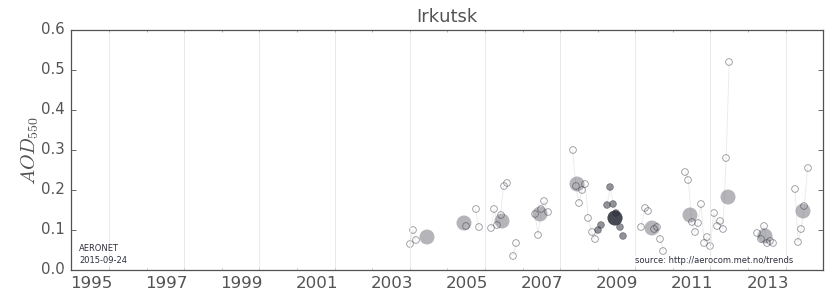 Irkutsk
0.6
0.5
0.4
0.3
0.2
0.1
0.0
AOD550
AERONET
2015-09-24
source: http://aerocom.met.no/trends
1995 1997 1999 2001 2003 2005 2007 2009 2011 2013